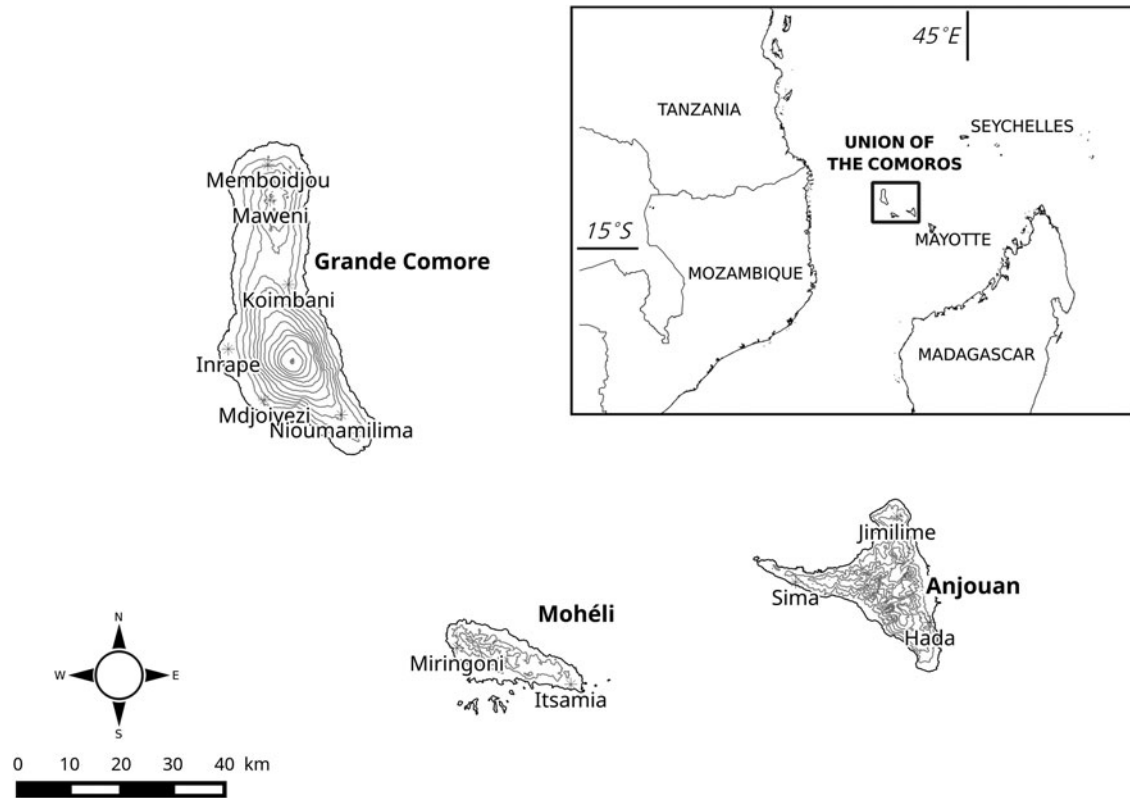 45°E
TANZANIA
SEYCHELLES
UNION OF
THE COMOROS
15°S
MAYOTTE
MOZAMBIQUE
MADAGASCAR
Memboidjou
Maweni
Grande Comore
Koimbani
Inrape
Mdjoiyezi
Nioumamilima
Jimilime
Anjouan
Sima
Hada
Mohéli
Miringoni
Itsamia
N
W E
S
0 10 20 30 40 km